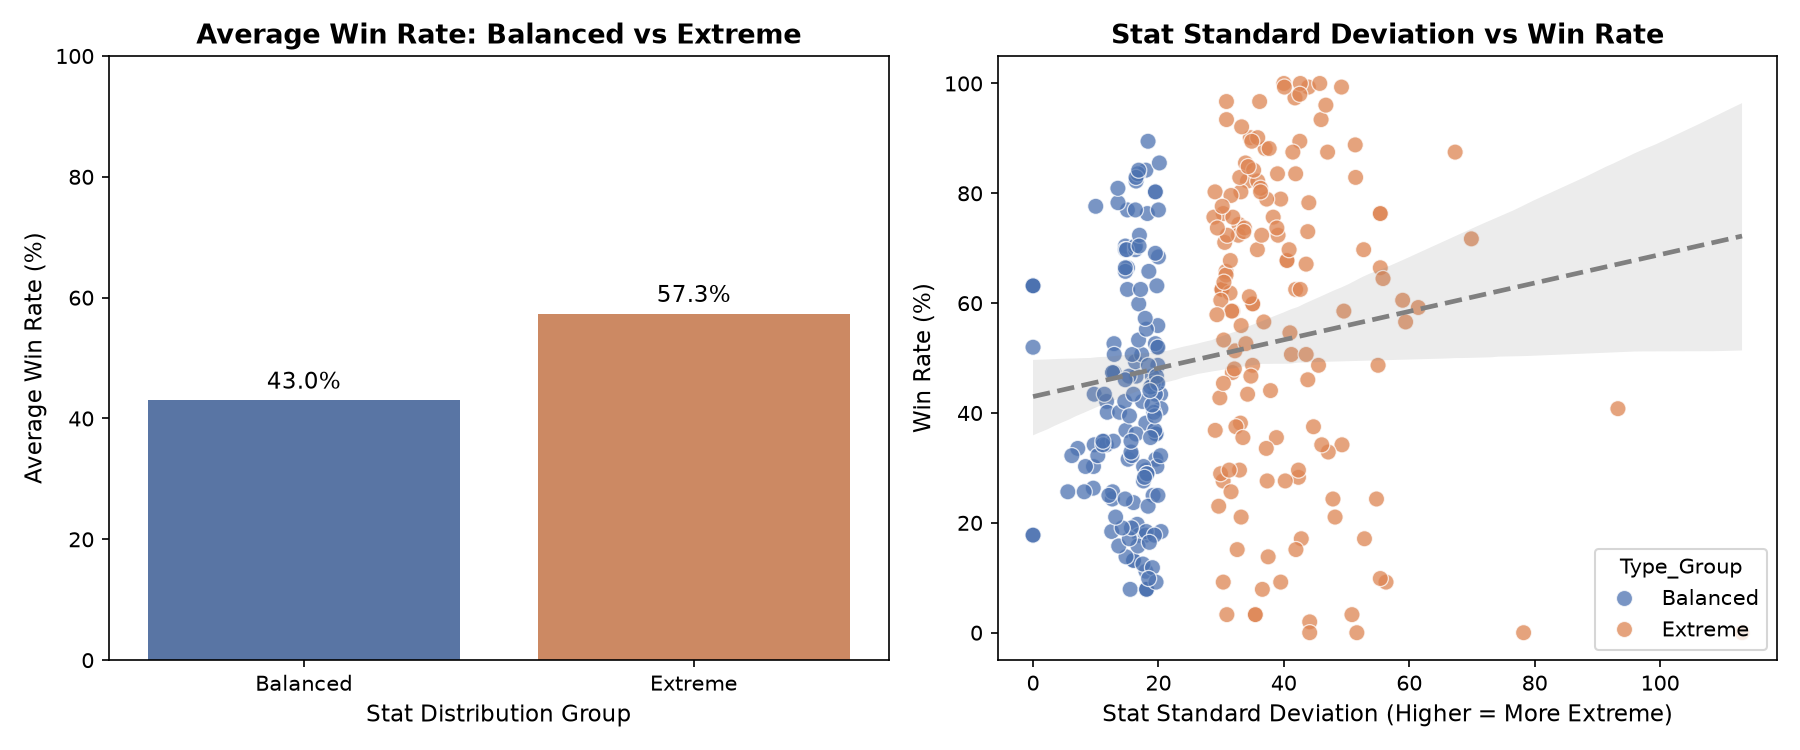 Average Win Rate: Balanced vs Extreme
Average Win Rate (%)
100
80
60
40
20
0
43.0%
57.3%
Balanced
Extreme
Stat Distribution Group
Stat Standard Deviation vs Win Rate
Win Rate (%)
100
80
60
40
20
0
Type_Group
Balanced
Extreme
0
20
40
60
80
100
Stat Standard Deviation (Higher = More Extreme)